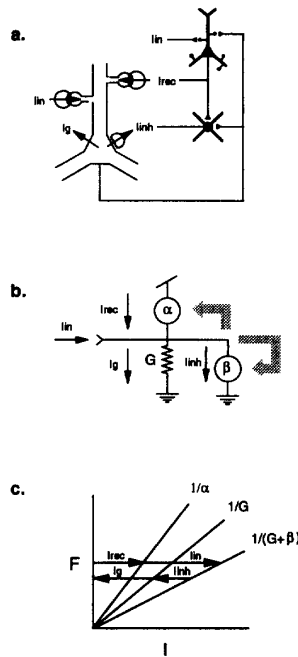 a.
Iin
Irec
Iin
Ig
Iinh
b.
Irec
α
Iin
Ig
G
Iinh
β
c.
1/α
1/G
Irec
Iin
1/(G+β)
F
Ig
Iinh
I